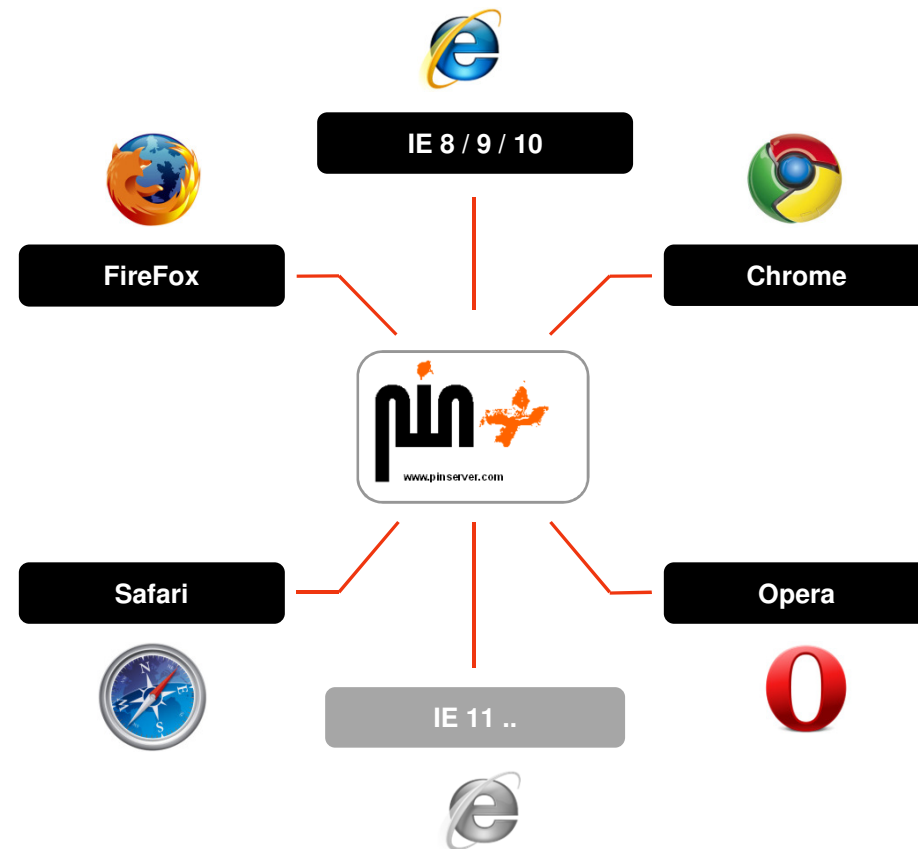 IE 8 / 9 / 10
FireFox
Chrome
pin
www.pinserver.com
Safari
Opera
IE 11 ..